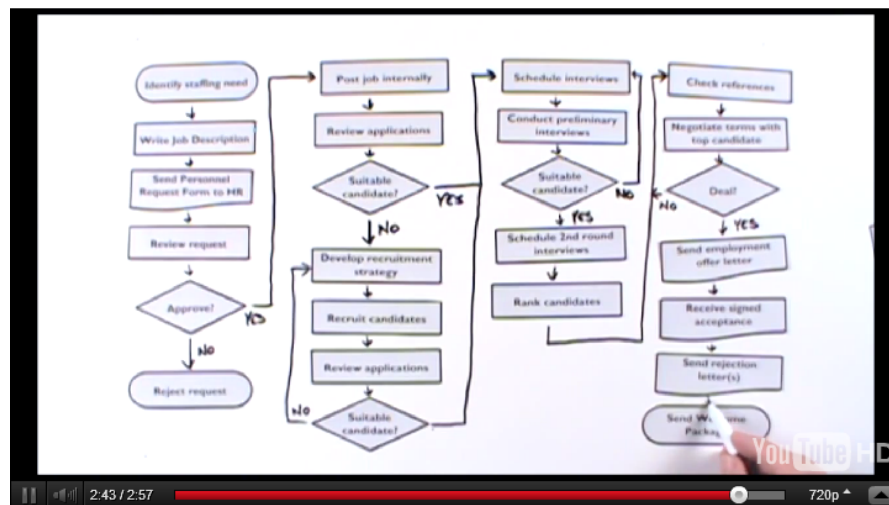 Identify staffing need
Write Job Description
Send Personnel
Request Form to HR
Review request
Approve?
YES
NO
Reject request
Post job internally
Review applications
Suitable
candidate?
YES
NO
Develop recruitment
strategy
Recruit candidates
Review applications
NO
Suitable
candidate?
Schedule interviews
Conduct preliminary
interviews
Suitable
candidate?
NO
YES
Schedule 2nd round
interviews
Rank candidates
Check references
Negotiate terms with
top candidate
Deal?
NO
YES
Send employment
offer letter
Receive signed
acceptance
Send rejection
letter(s)
Send
YouTube HD
2:43 / 2:57
720p